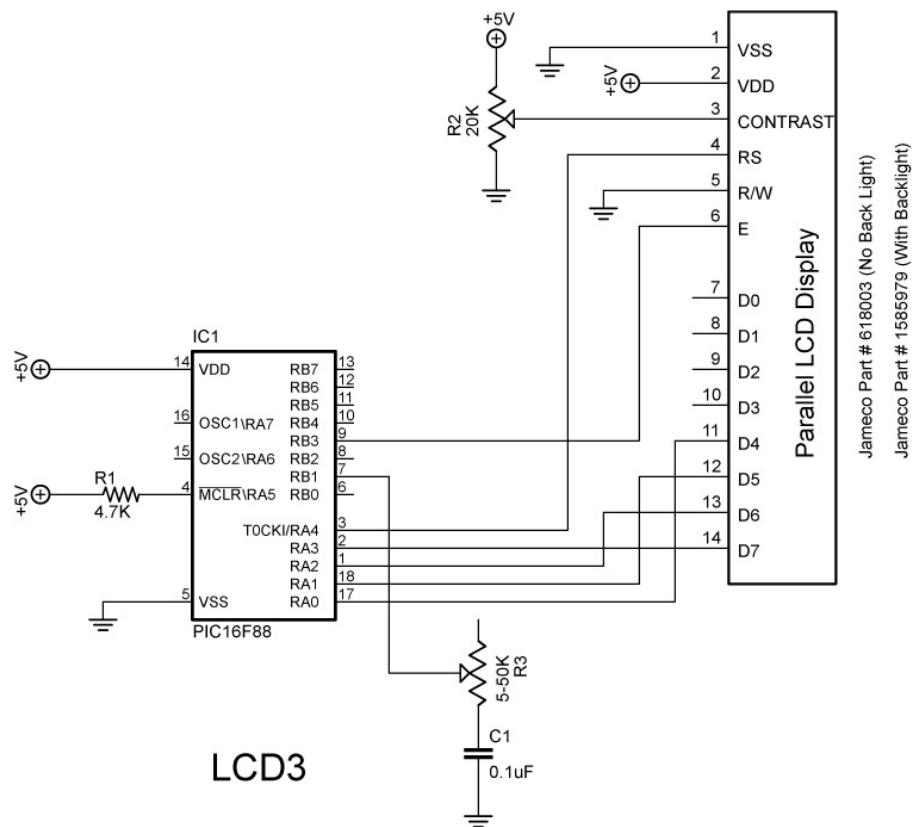 +5V
R2
20K
+5V
1
VSS
2
VDD
3
CONTRAST
4
RS
5
R/W
6
E
7
D0
8
D1
9
D2
10
D3
11
D4
12
D5
13
D6
14
D7
Parallel LCD Display
Jameco Part # 618003 (No Back Light)
Jameco Part # 1585979 (With Backlight)
IC1
+5V
14
VDD
RB7
13
RB6
12
RB5
11
16
OSC1\RA7
RB4
10
RB3
9
15
OSC2\RA6
RB2
8
RB1
7
+5V
R1
4.7K
4
MCLR\RA5
RB0
6
T0CKI/RA4
3
RA3
2
RA2
1
RA1
18
5
VSS
RA0
17
PIC16F88
5-50K
R3
C1
0.1uF
LCD3